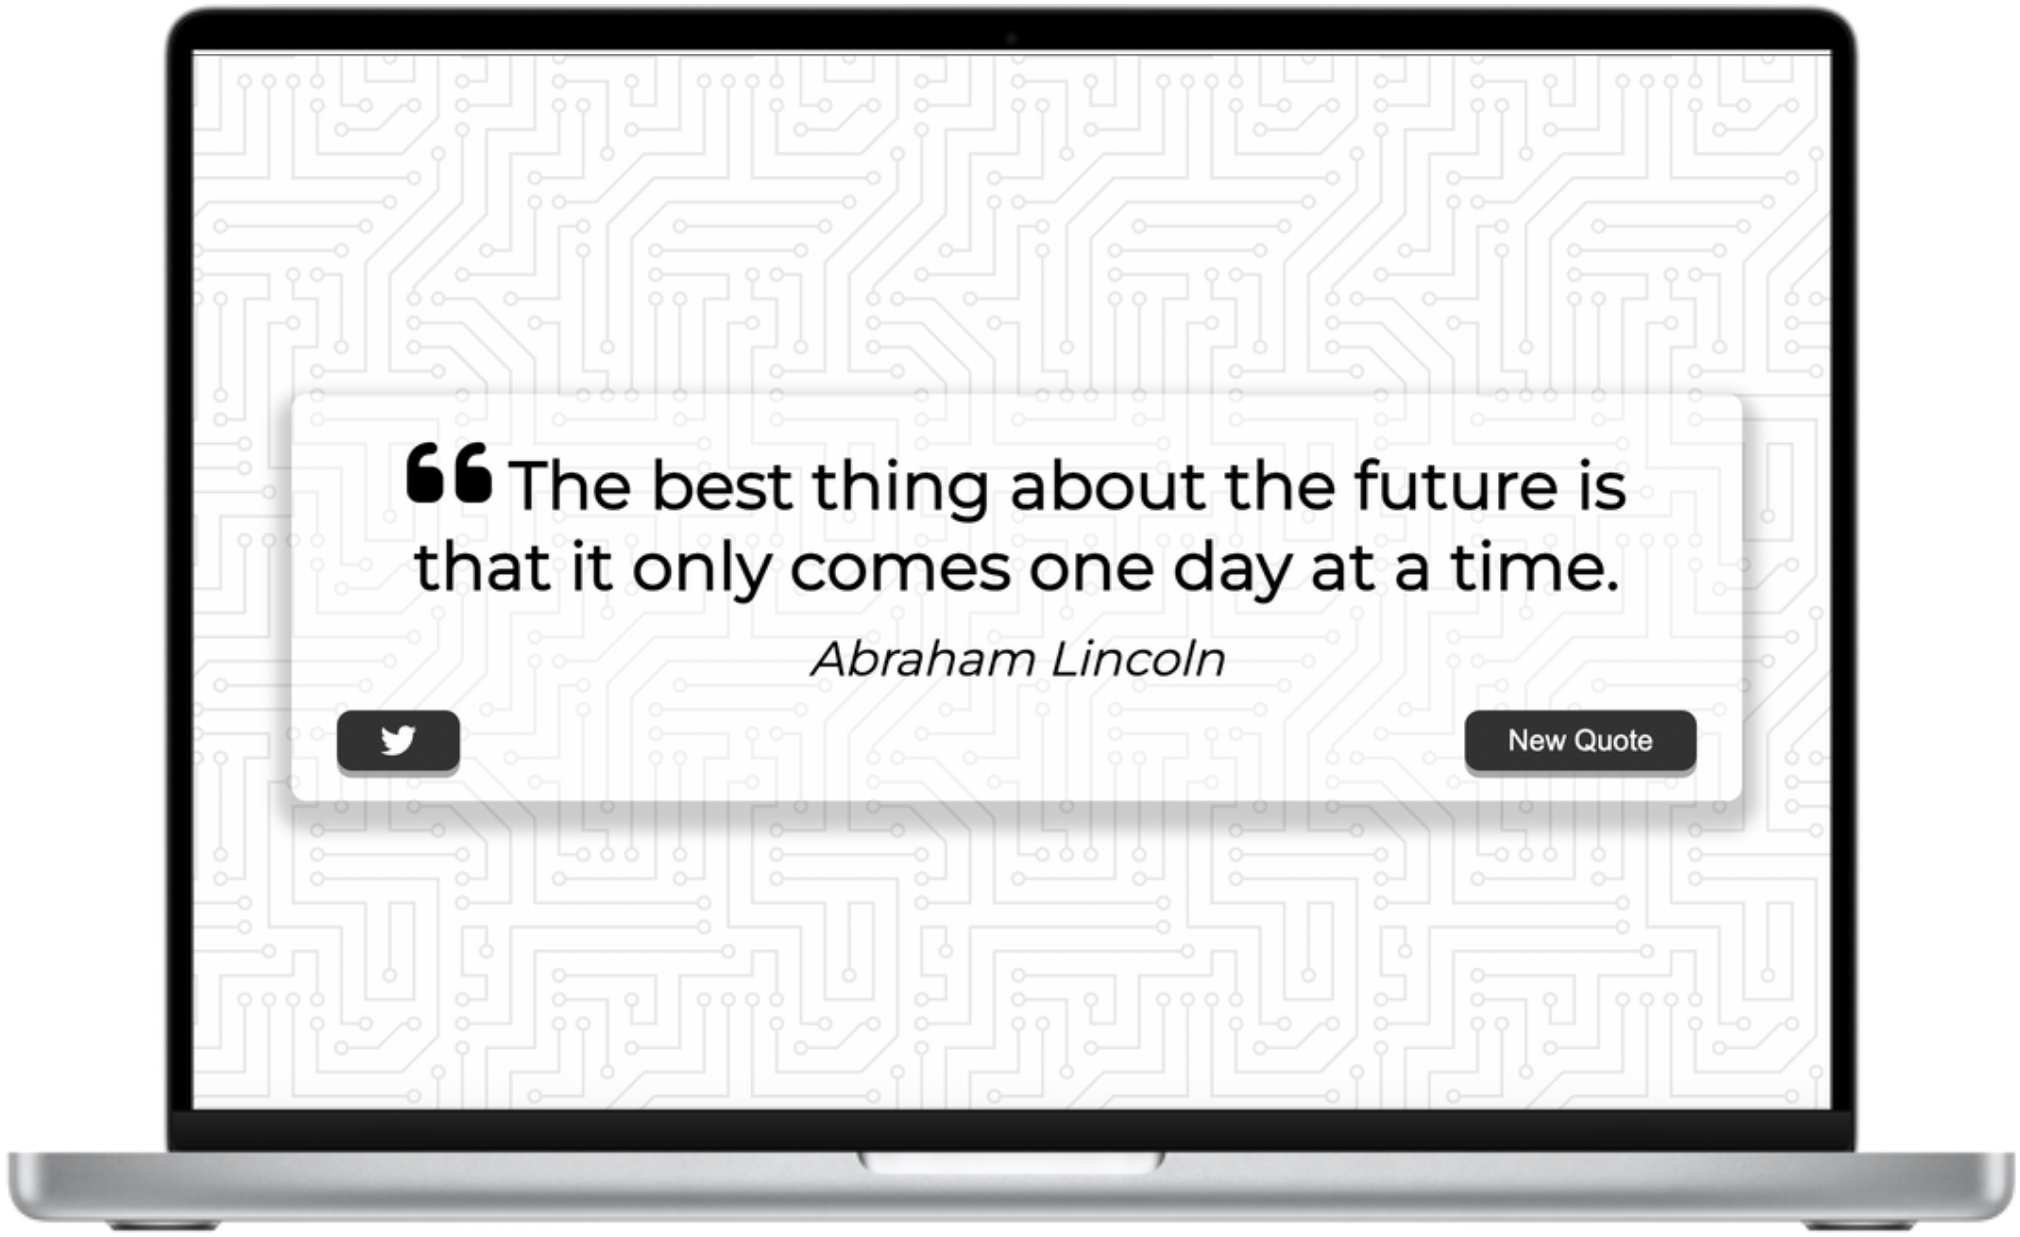 “The best thing about the future is
that it only comes one day at a time.
Abraham Lincoln
New Quote